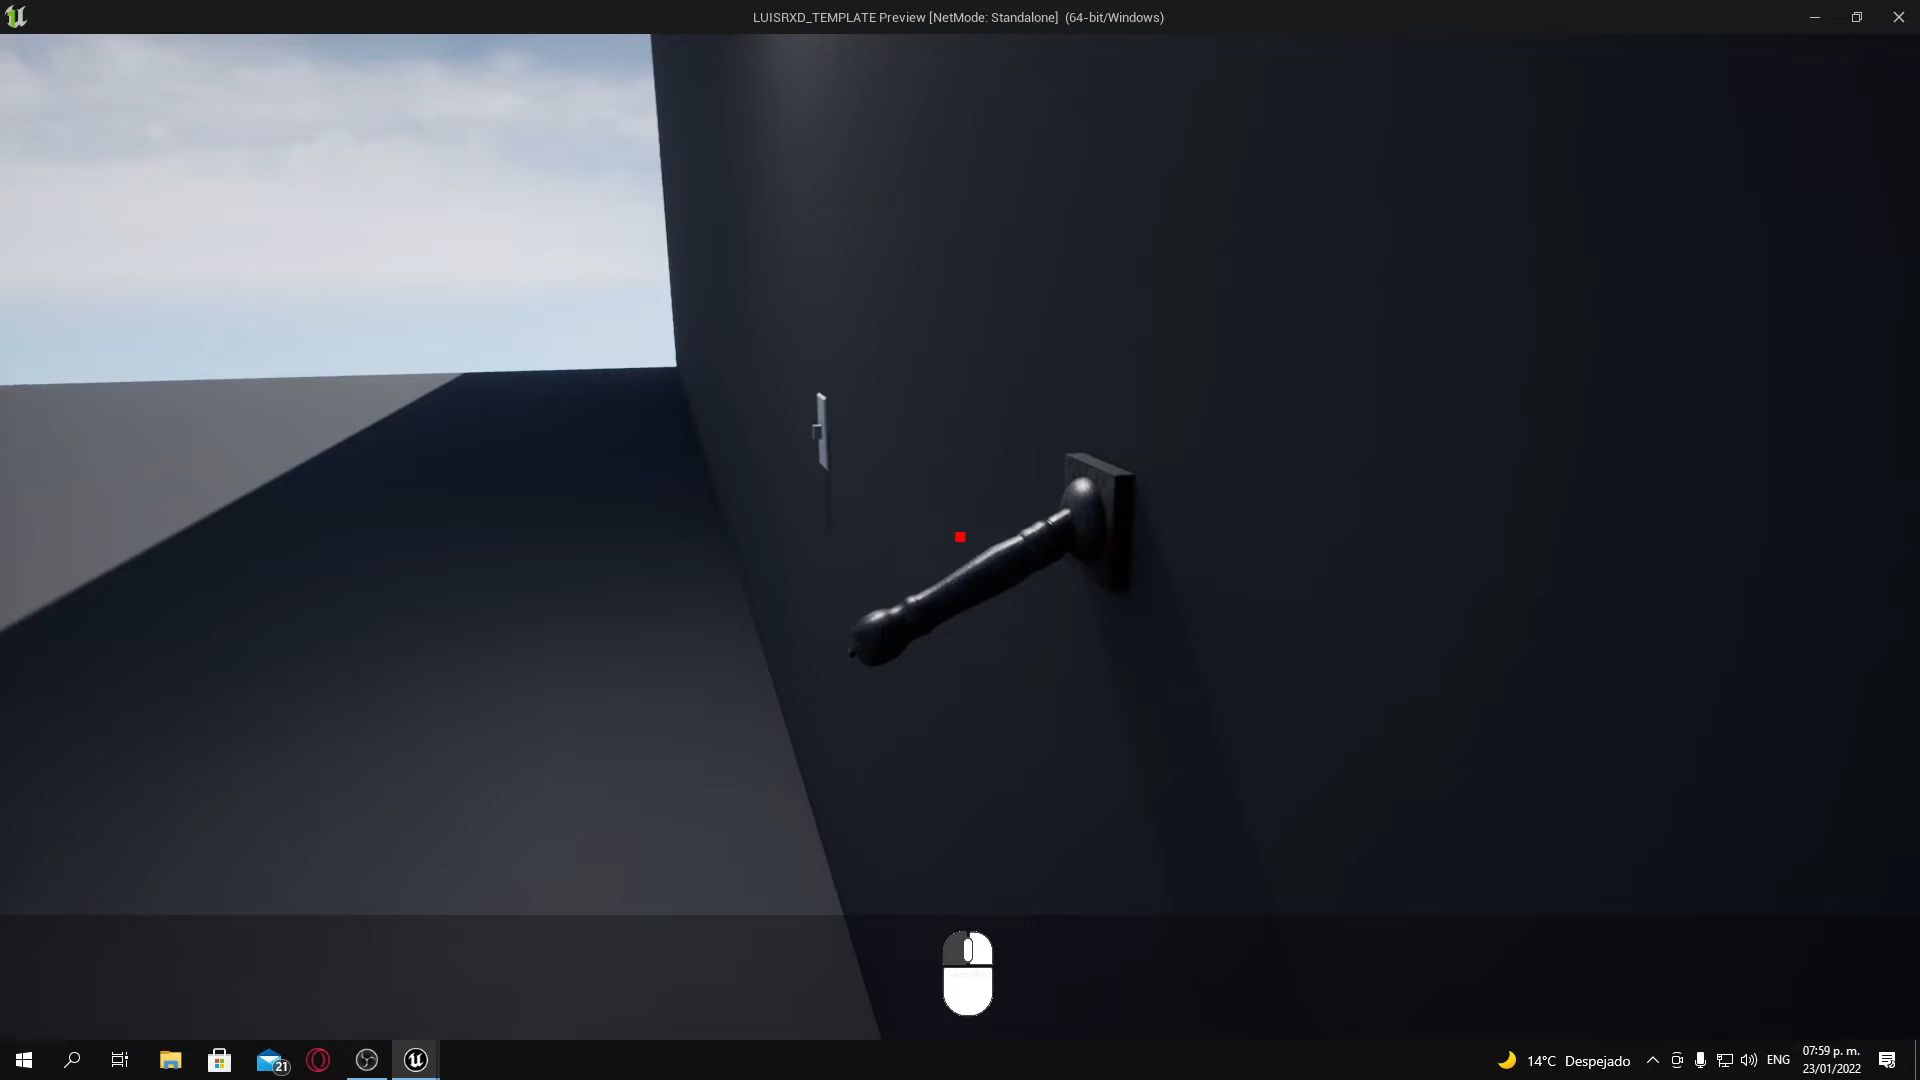 LUISRXD_TEMPLATE Preview [NetMode: Standalone] (64-bit/Windows)
21
14°C Despejado
ENG
07:59 p. m.
23/01/2022